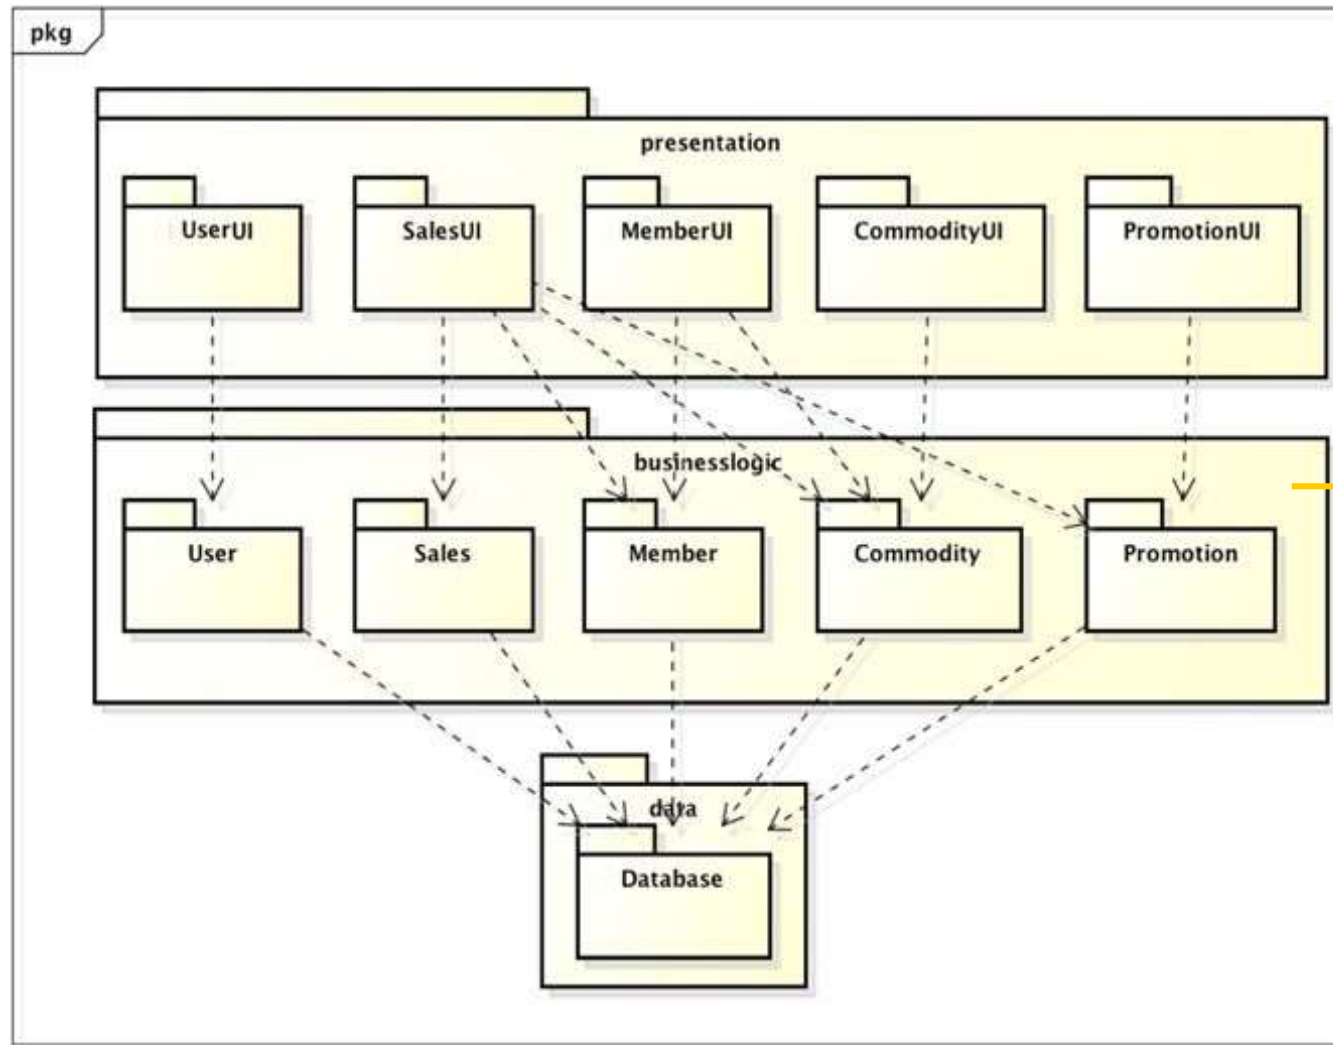 pkg
presentation
UserUI
SalesUI
MemberUI
CommodityUI
PromotionUI
businesslogic
User
Sales
Member
Commodity
Promotion
data
Database